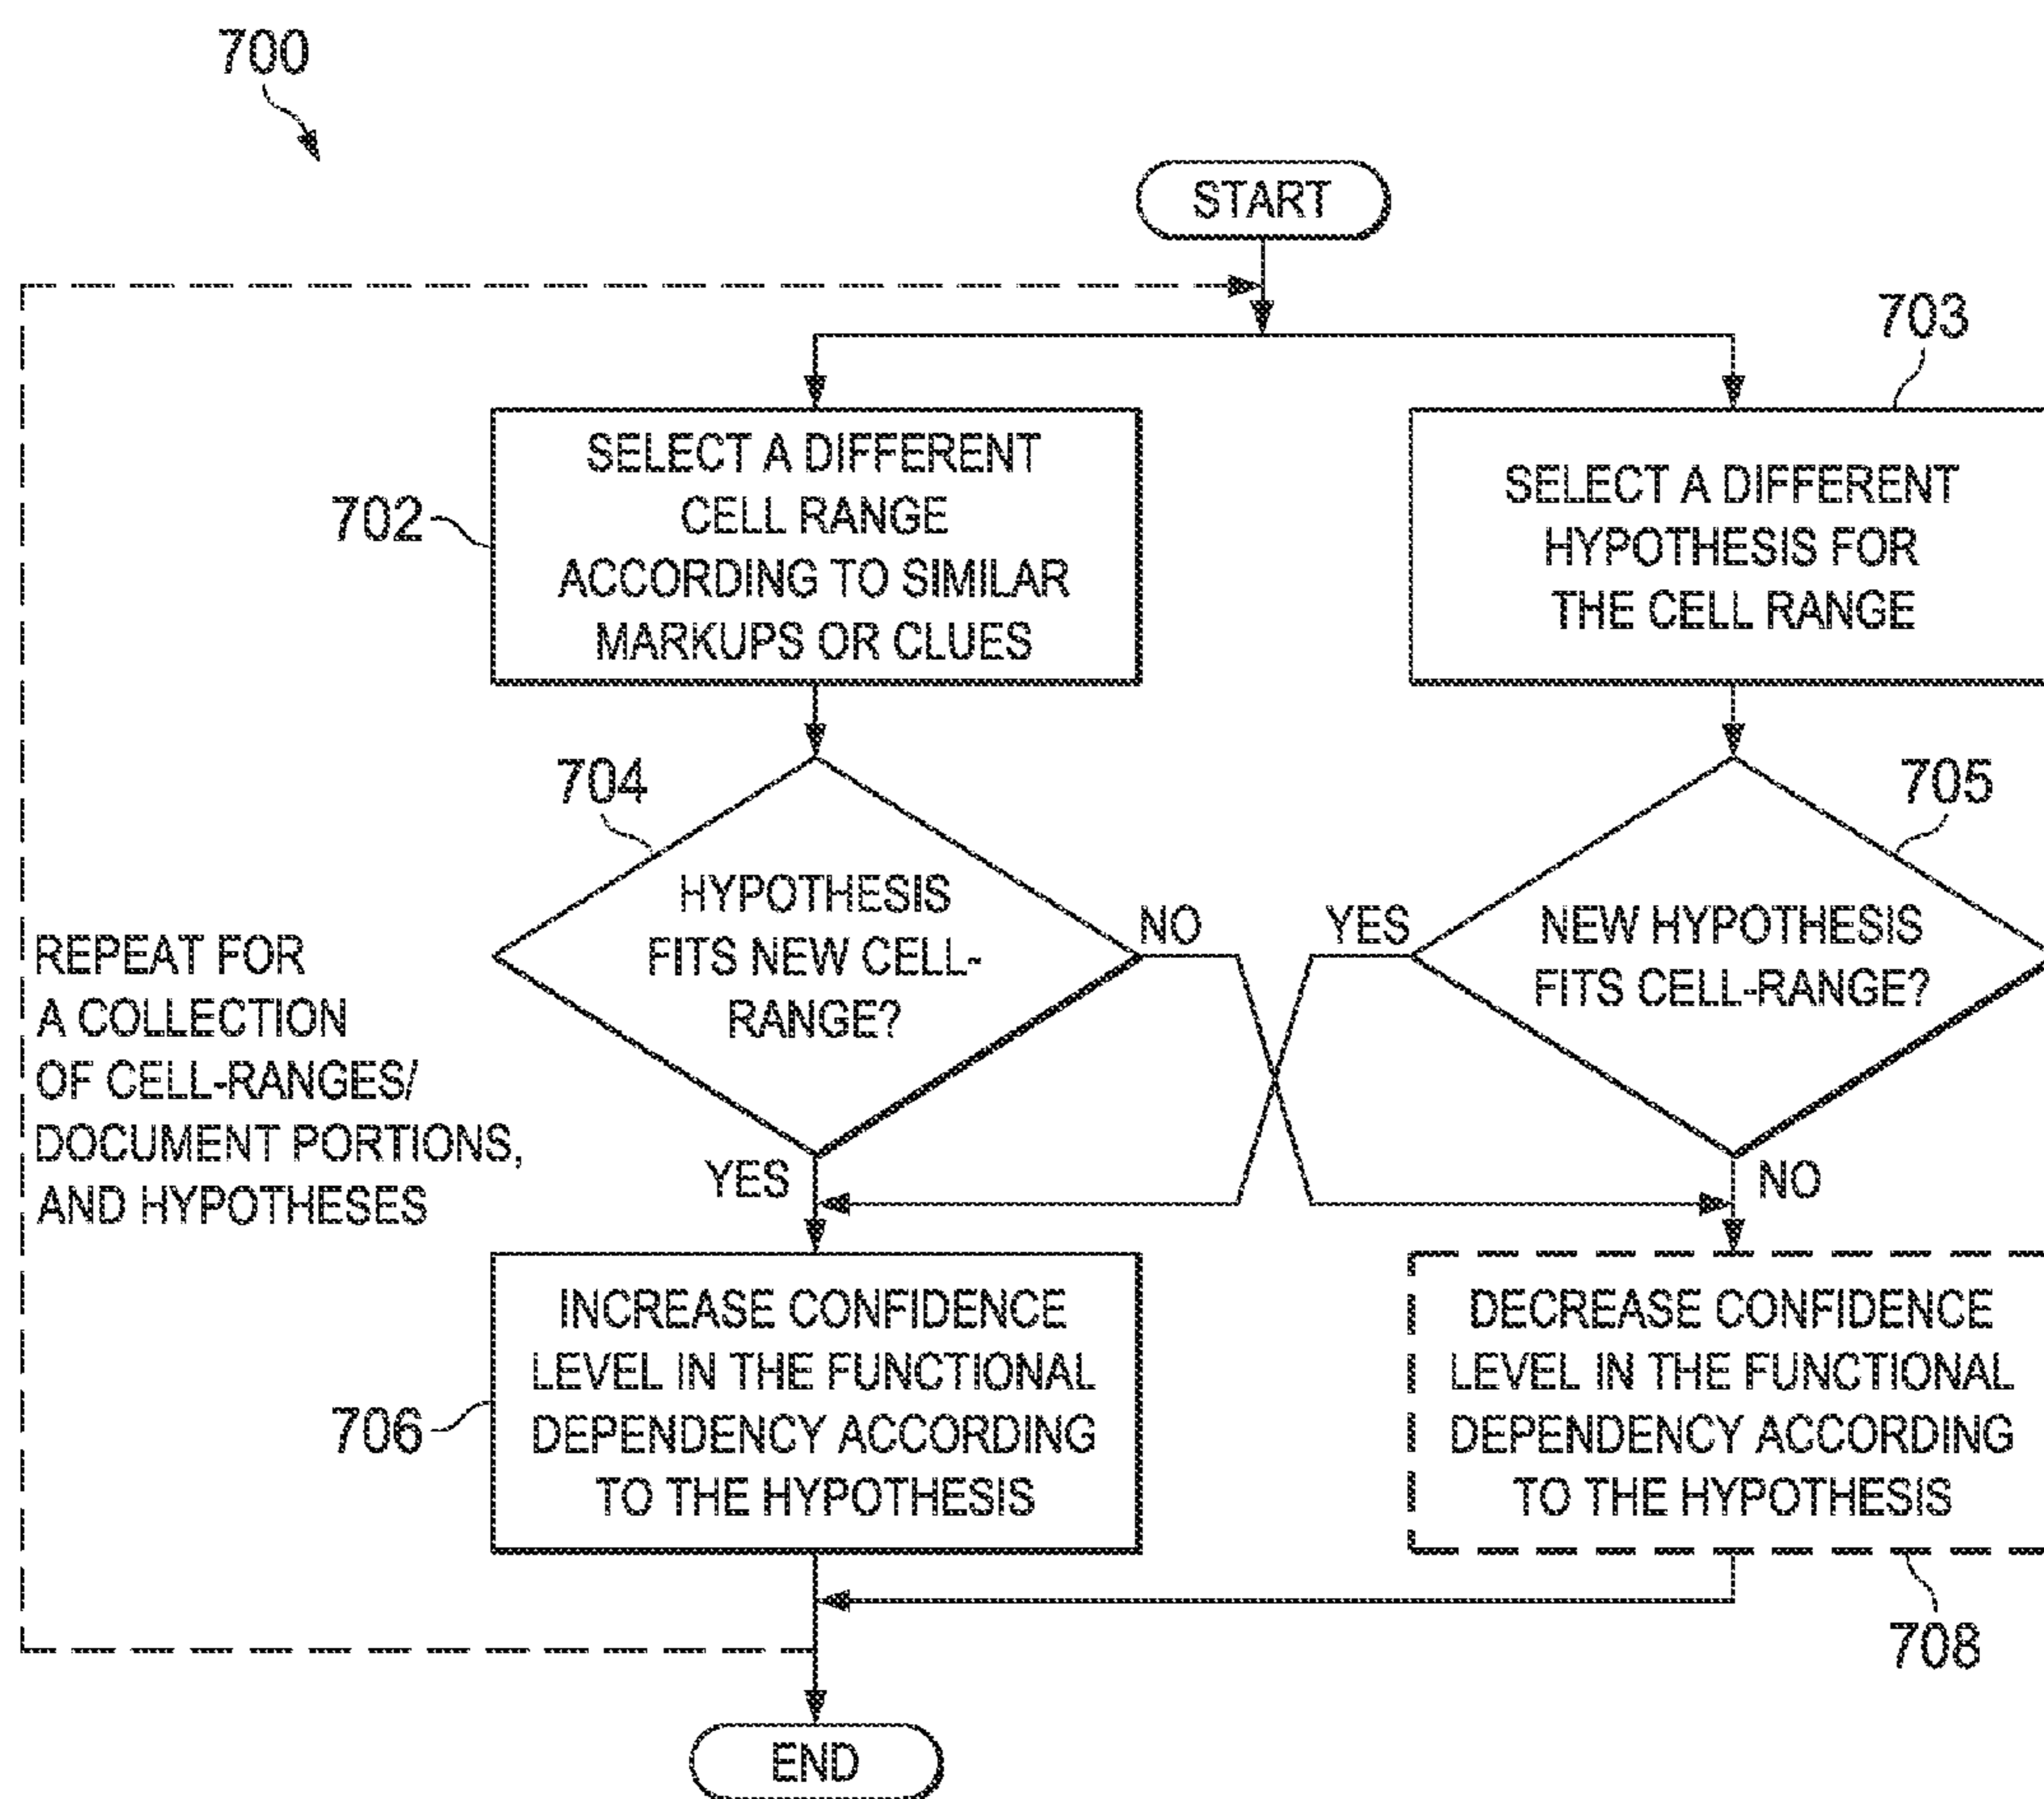 700
START
703
SELECT A DIFFERENT
CELL RANGE
ACCORDING TO SIMILAR
MARKUPS OR CLUES
702
SELECT A DIFFERENT
HYPOTHESIS FOR
THE CELL RANGE
704
HYPOTHESIS
FITS NEW CELL-
RANGE?
NO
YES
705
NEW HYPOTHESIS
FITS CELL-RANGE?
YES
NO
REPEAT FOR
A COLLECTION
OF CELL-RANGES/
DOCUMENT PORTIONS,
AND HYPOTHESES
INCREASE CONFIDENCE
LEVEL IN THE FUNCTIONAL
DEPENDENCY ACCORDING
TO THE HYPOTHESIS
706
DECREASE CONFIDENCE
LEVEL IN THE FUNCTIONAL
DEPENDENCY ACCORDING
TO THE HYPOTHESIS
708
END